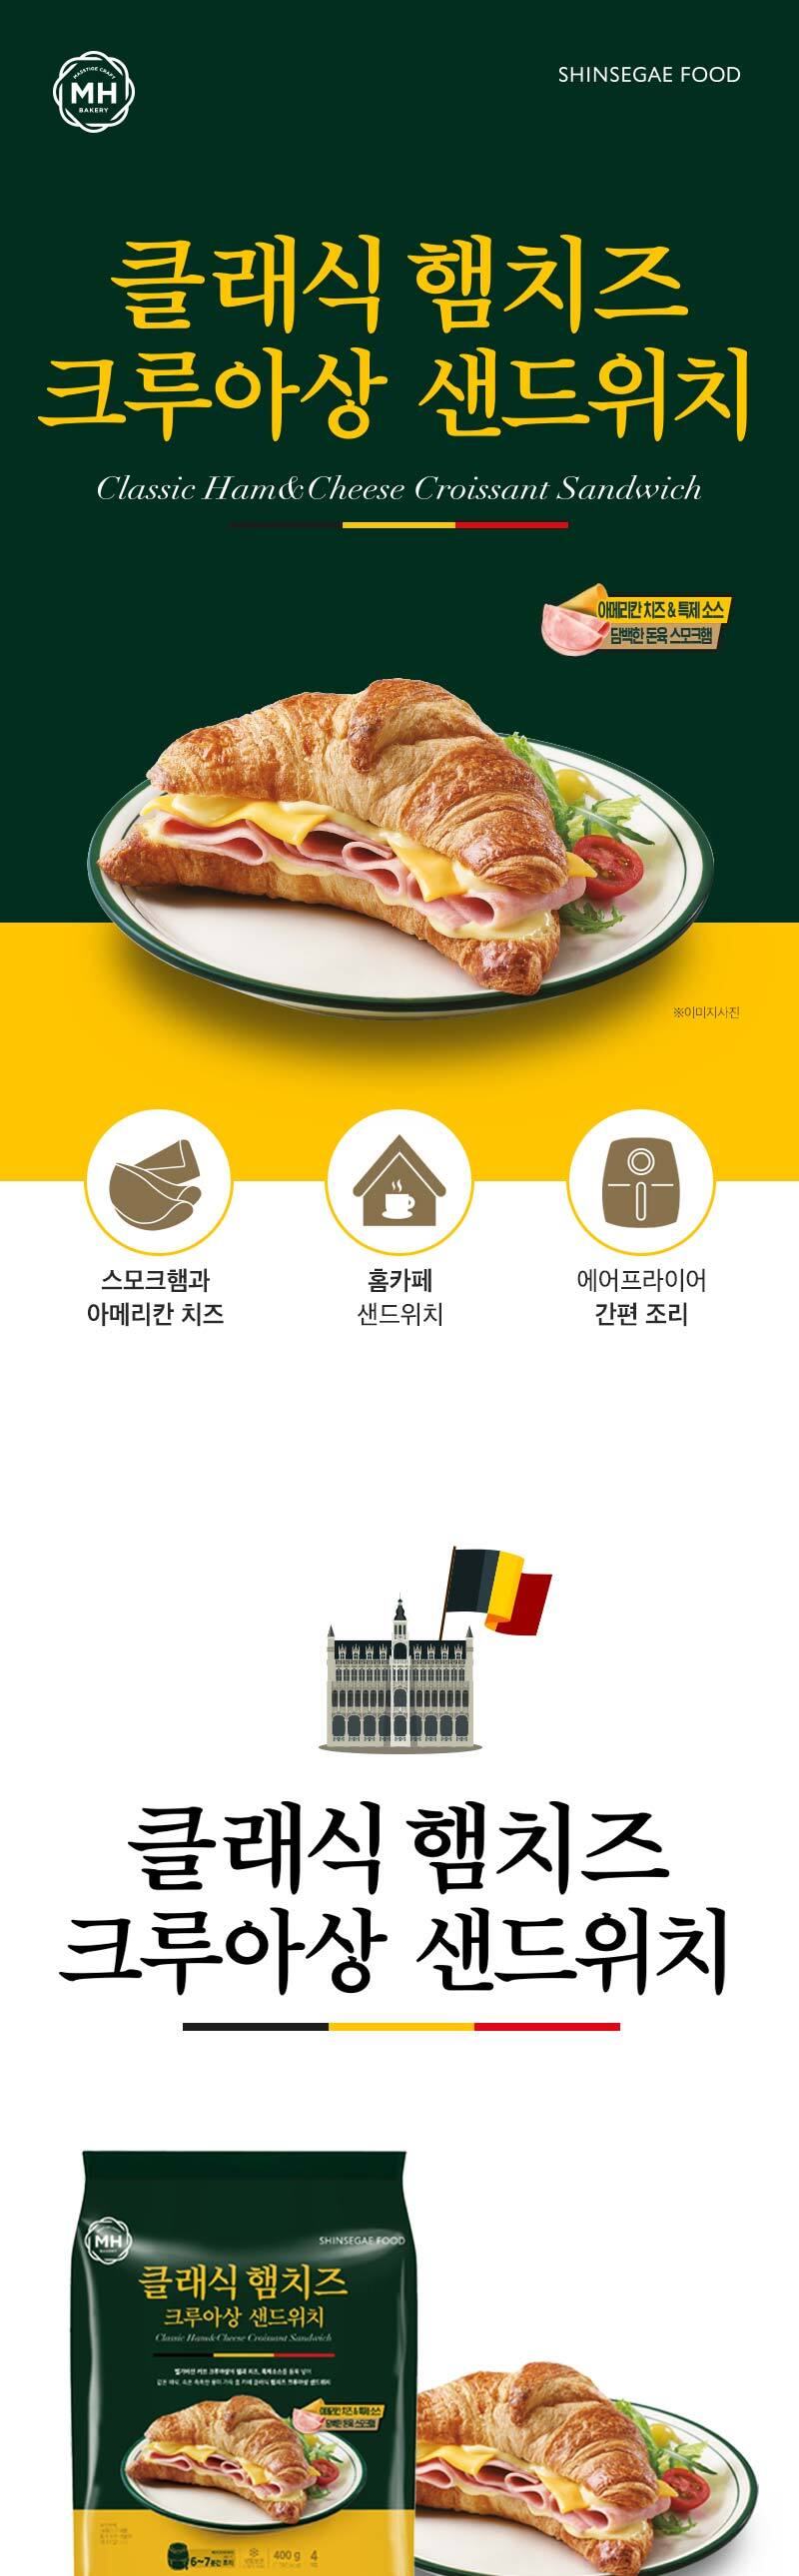 MASSTIGE CRAFT
MH
BAKERY
SHINSEGAE FOOD
클래식 햄치즈
크루아상 샌드위치
Classic Ham&Cheese Croissant Sandwich
아메리칸 치즈 & 특제 소스
담백한 돈육 스모크햄
※이미지사진
스모크햄과
아메리칸 치즈
홈카페
샌드위치
에어프라이어
간편 조리
클래식 햄치즈
크루아상 샌드위치
MH
BAKERY
SHINSEGAE FOOD
클래식 햄치즈
크루아상 샌드위치
Classic Ham&Cheese Croissant Sandwich
아메리칸 치즈 & 특제 소스
담백한 돈육 스모크햄
6~7분간 조리
400 g
4